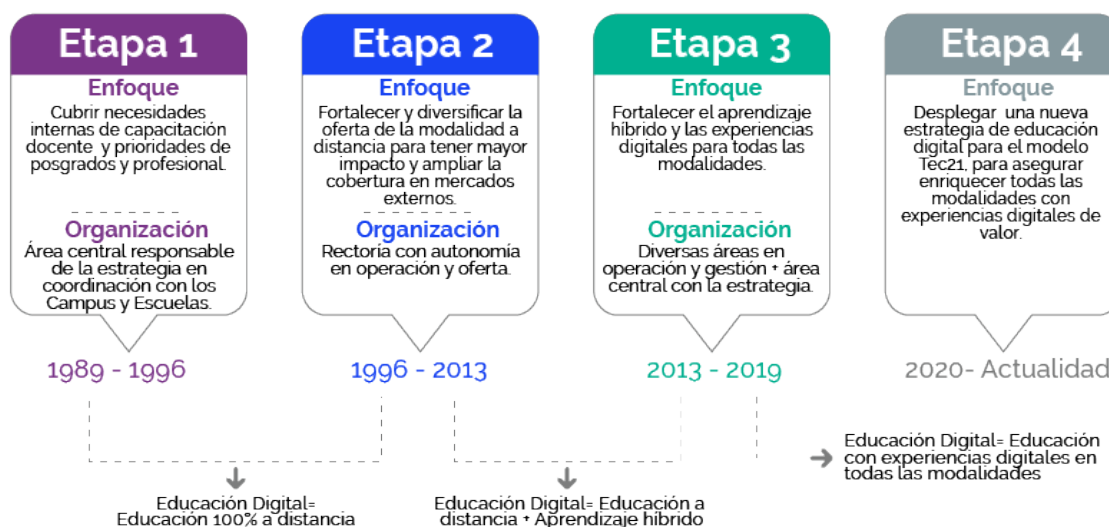 Etapa 1
Enfoque
Cubrir necesidades
internas de capacitación
docente y prioridades de
posgrados y profesional.
Organización
Área central responsable
de la estrategia en
coordinación con los
Campus y Escuelas.
1989 - 1996
Etapa 2
Enfoque
Fortalecer y diversificar la
oferta de la modalidad a
distancia para tener mayor
impacto y ampliar la
cobertura en mercados
externos.
Organización
Rectoría con autonomía
en operación y oferta.
1996 - 2013
Etapa 3
Enfoque
Fortalecer el aprendizaje
híbrido y las experiencias
digitales para todas las
modalidades.
Organización
Diversas áreas en
operación y gestión + área
central con la estrategia.
2013 - 2019
Etapa 4
Enfoque
Desplegar una nueva
estrategia de educación
digital para el modelo
Tec21, para asegurar
enriquecer todas las
modalidades con
experiencias digitales de
valor.
2020- Actualidad
Educación Digital=
Educación 100% a distancia
Educación Digital= Educación a
distancia + Aprendizaje híbrido
Educación Digital= Educación
con experiencias digitales en
todas las modalidades